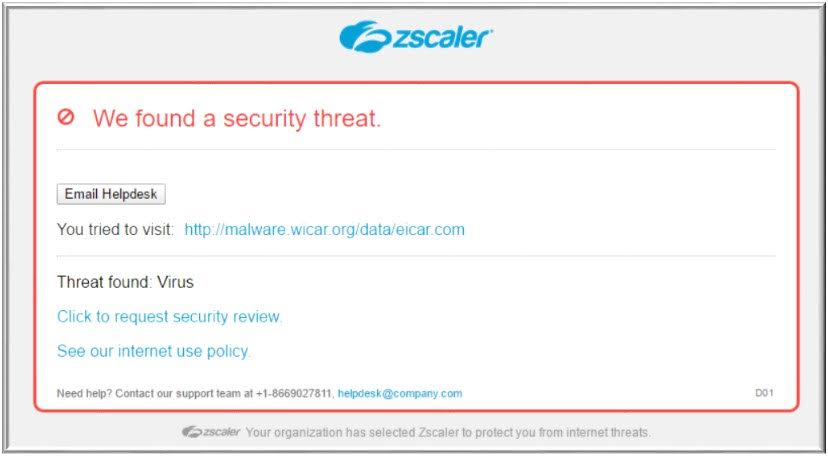 zscaler
We found a security threat.
Email Helpdesk
You tried to visit: http://malware.wicar.org/data/eicar.com
Threat found: Virus
Click to request security review.
See our internet use policy.
Need help? Contact our support team at +1-8669027811, helpdesk@company.com D01
zscaler Your organization has selected Zscaler to protect you from internet threats.